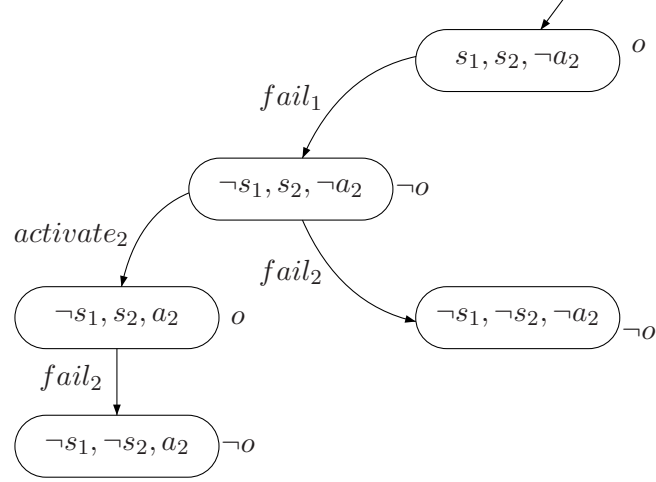 s₁, s₂, ¬a₂ o
fail₁
¬s₁, s₂, ¬a₂ ¬o
activate₂
fail₂
¬s₁, s₂, a₂ o
¬s₁, ¬s₂, ¬a₂ ¬o
fail₂
¬s₁, ¬s₂, a₂ ¬o